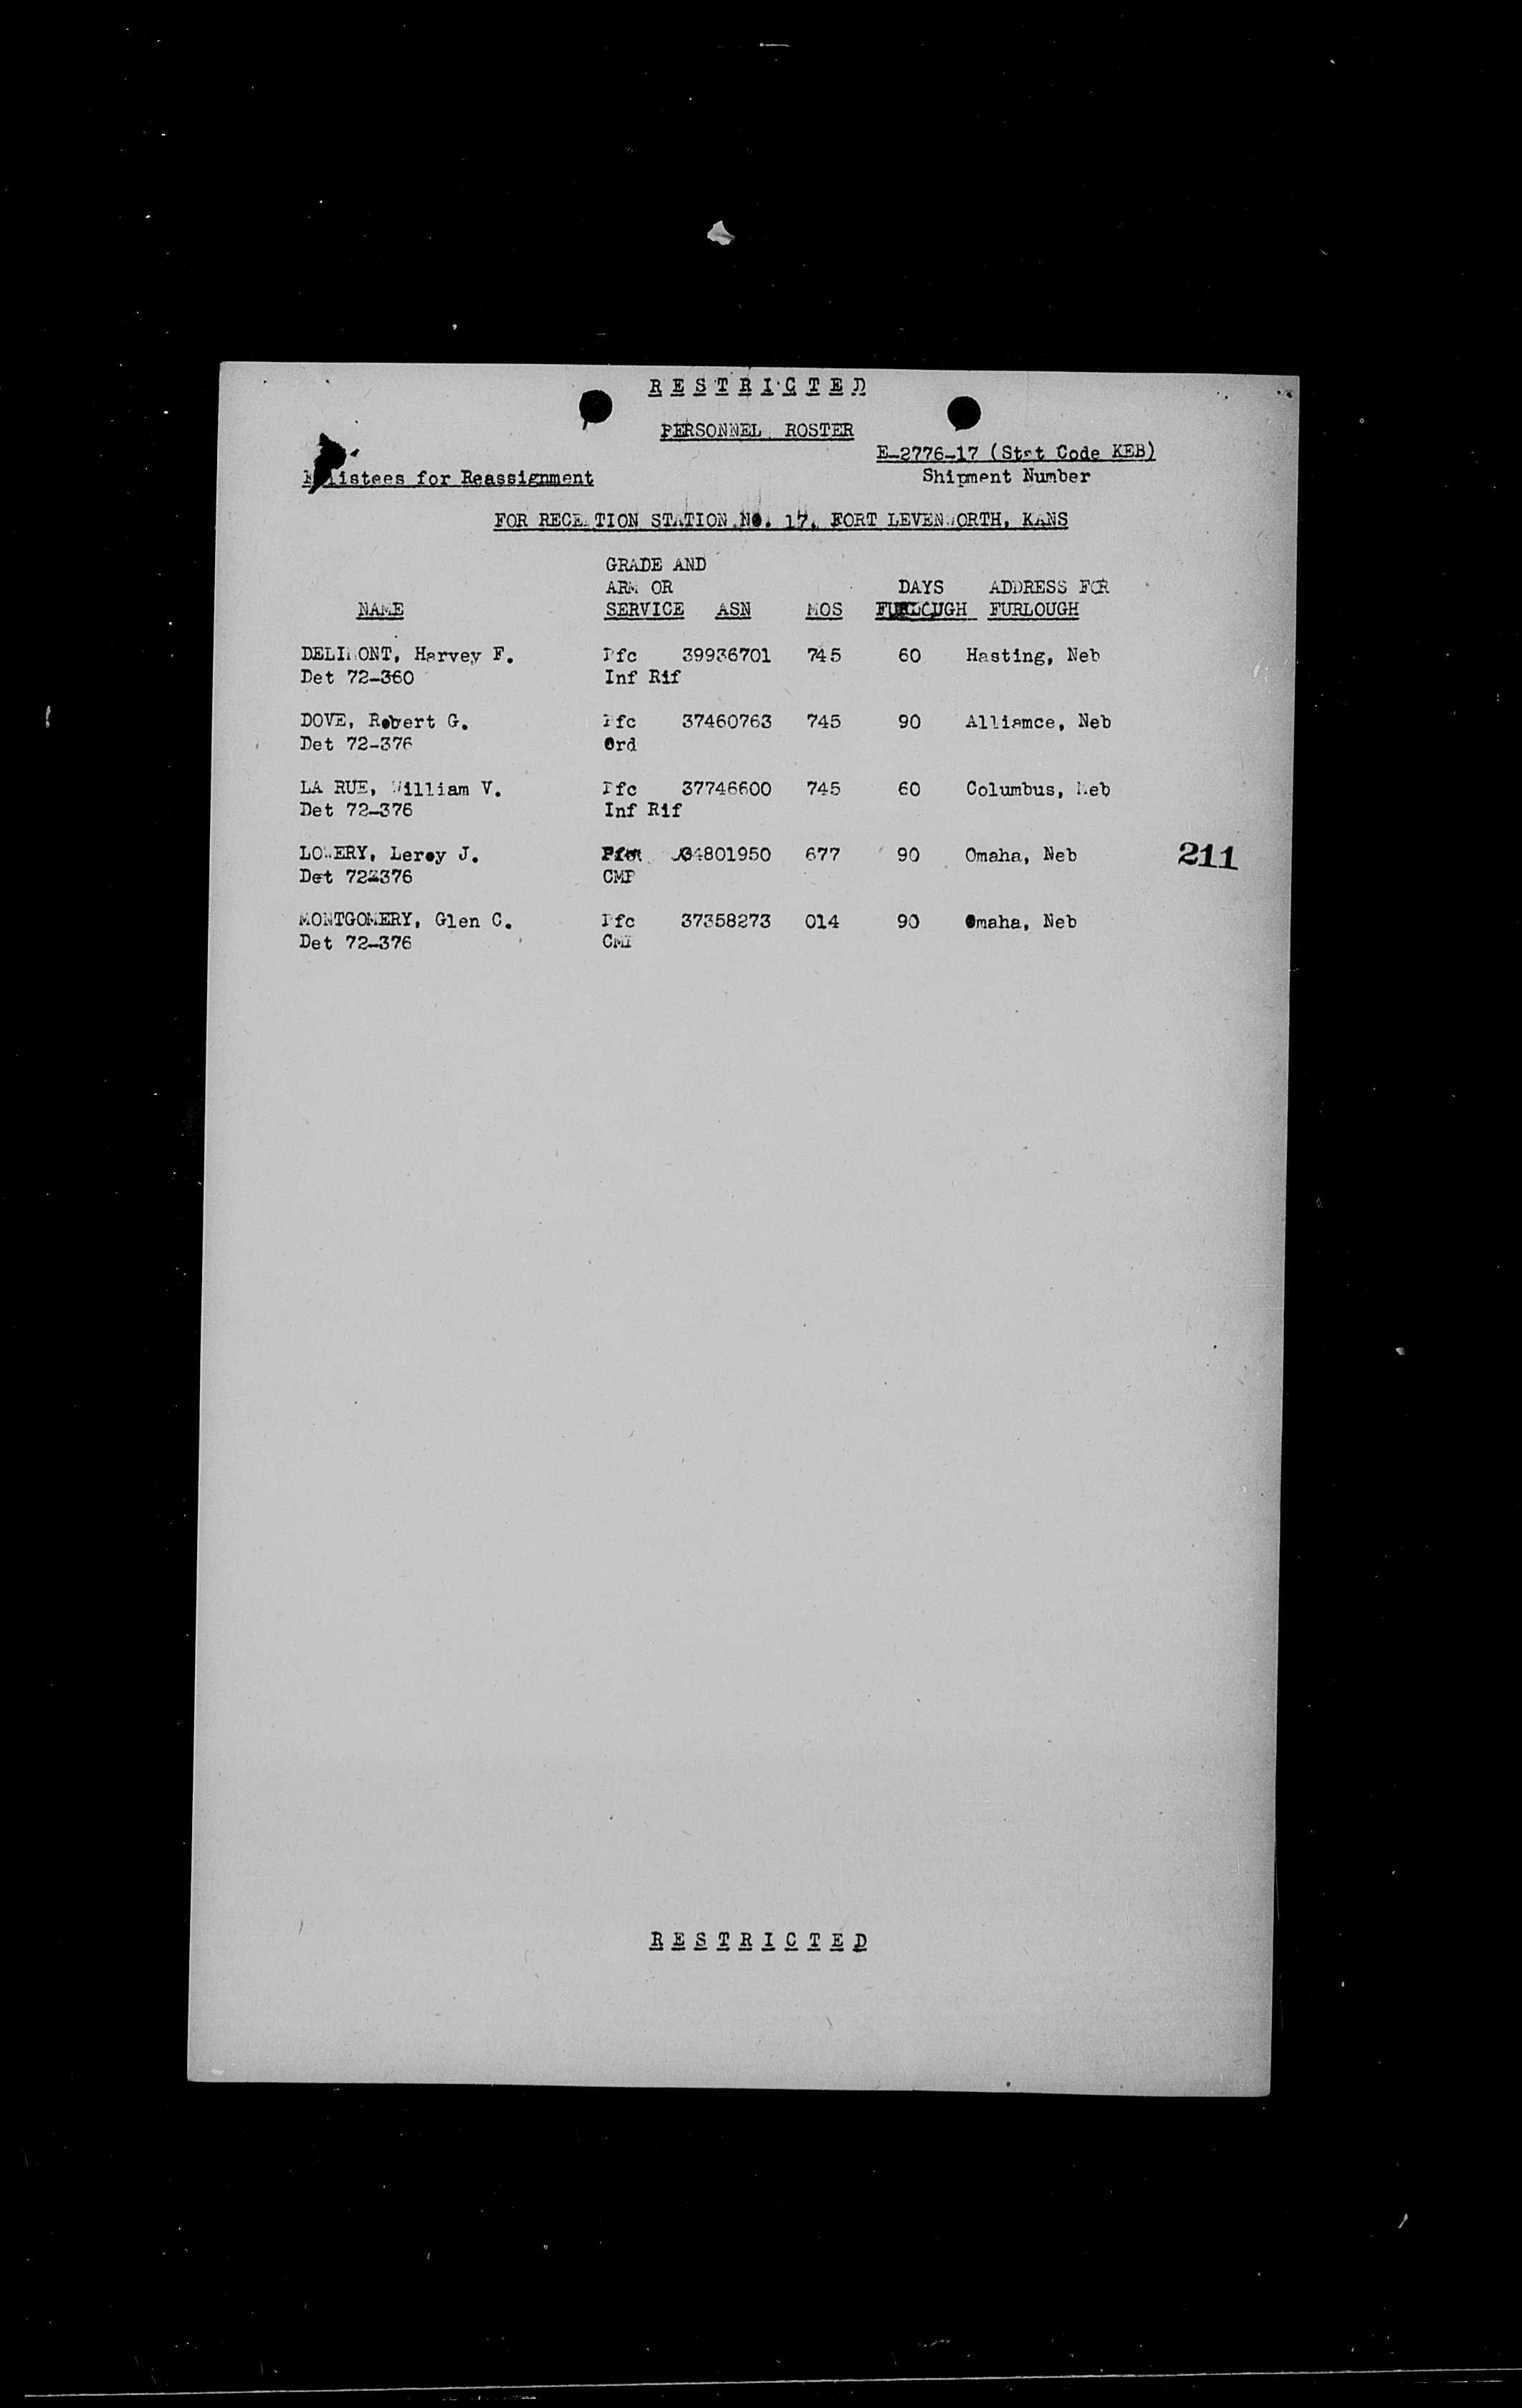 R E S T R I C T E D
PERSONNEL ROSTER
E-2776-17 (Stat Code KEB)
for Reassignment
Shipment Number
FOR RECEPTION STATION NO. 17, FORT LEVENWORTH, KANS
GRADE AND
ARM OR DAYS ADDRESS FOR
NAME SERVICE ASN MOS FURLOUGH FURLOUGH
DELIMONT, Harvey F. Pfc 39936701 745 60 Hasting, Neb
Det 72-360 Inf Rif
DOVE, Robert G. Pfc 37460763 745 90 Alliamce, Neb
Det 72-376 Ord
LA RUE, William V. Pfc 37746600 745 60 Columbus, Neb
Det 72-376 Inf Rif
LOWERY, Leroy J. 34801950 677 90 Omaha, Neb 211
Det 72-376 CMP
MONTGOMERY, Glen C. Pfc 37358273 014 90 Omaha, Neb
Det 72-376 CMP
R E S T R I C T E D